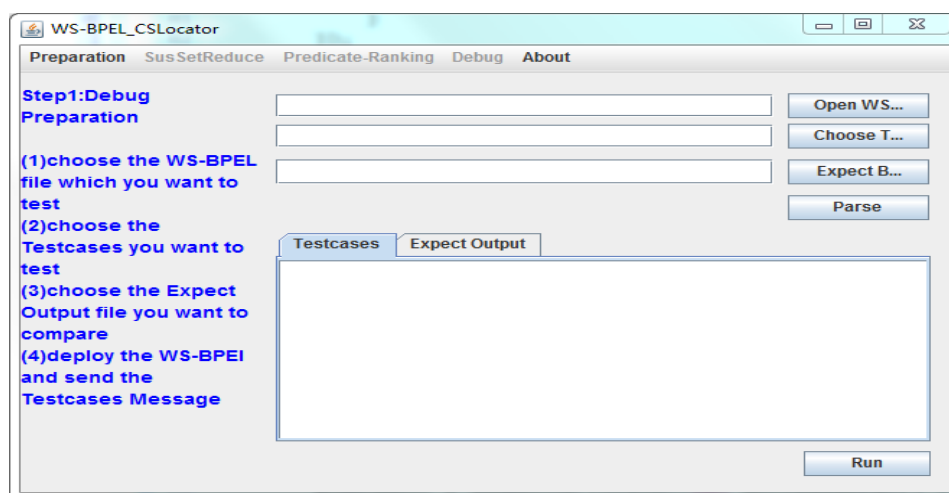 WS-BPEL_CSLocator
Preparation SusSetReduce Predicate-Ranking Debug About
Step1:Debug
Preparation
(1)choose the WS-BPEL
file which you want to
test
(2)choose the
Testcases you want to
test
(3)choose the Expect
Output file you want to
compare
(4)deploy the WS-BPEI
and send the
Testcases Message
Open WS...
Choose T...
Expect B...
Parse
Testcases Expect Output
Run